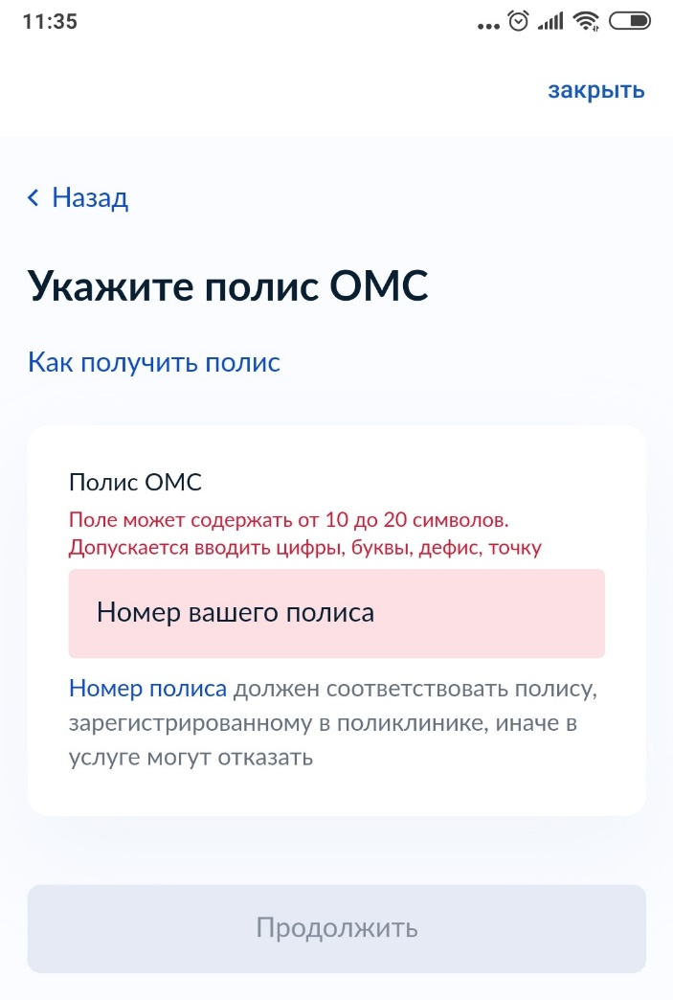 11:35
закрыть
Назад
Укажите полис ОМС
Как получить полис
Полис ОМС
Поле может содержать от 10 до 20 символов.
Допускается вводить цифры, буквы, дефис, точку
Номер вашего полиса
Номер полиса должен соответствовать полису,
зарегистрированному в поликлинике, иначе в
услуге могут отказать
Продолжить